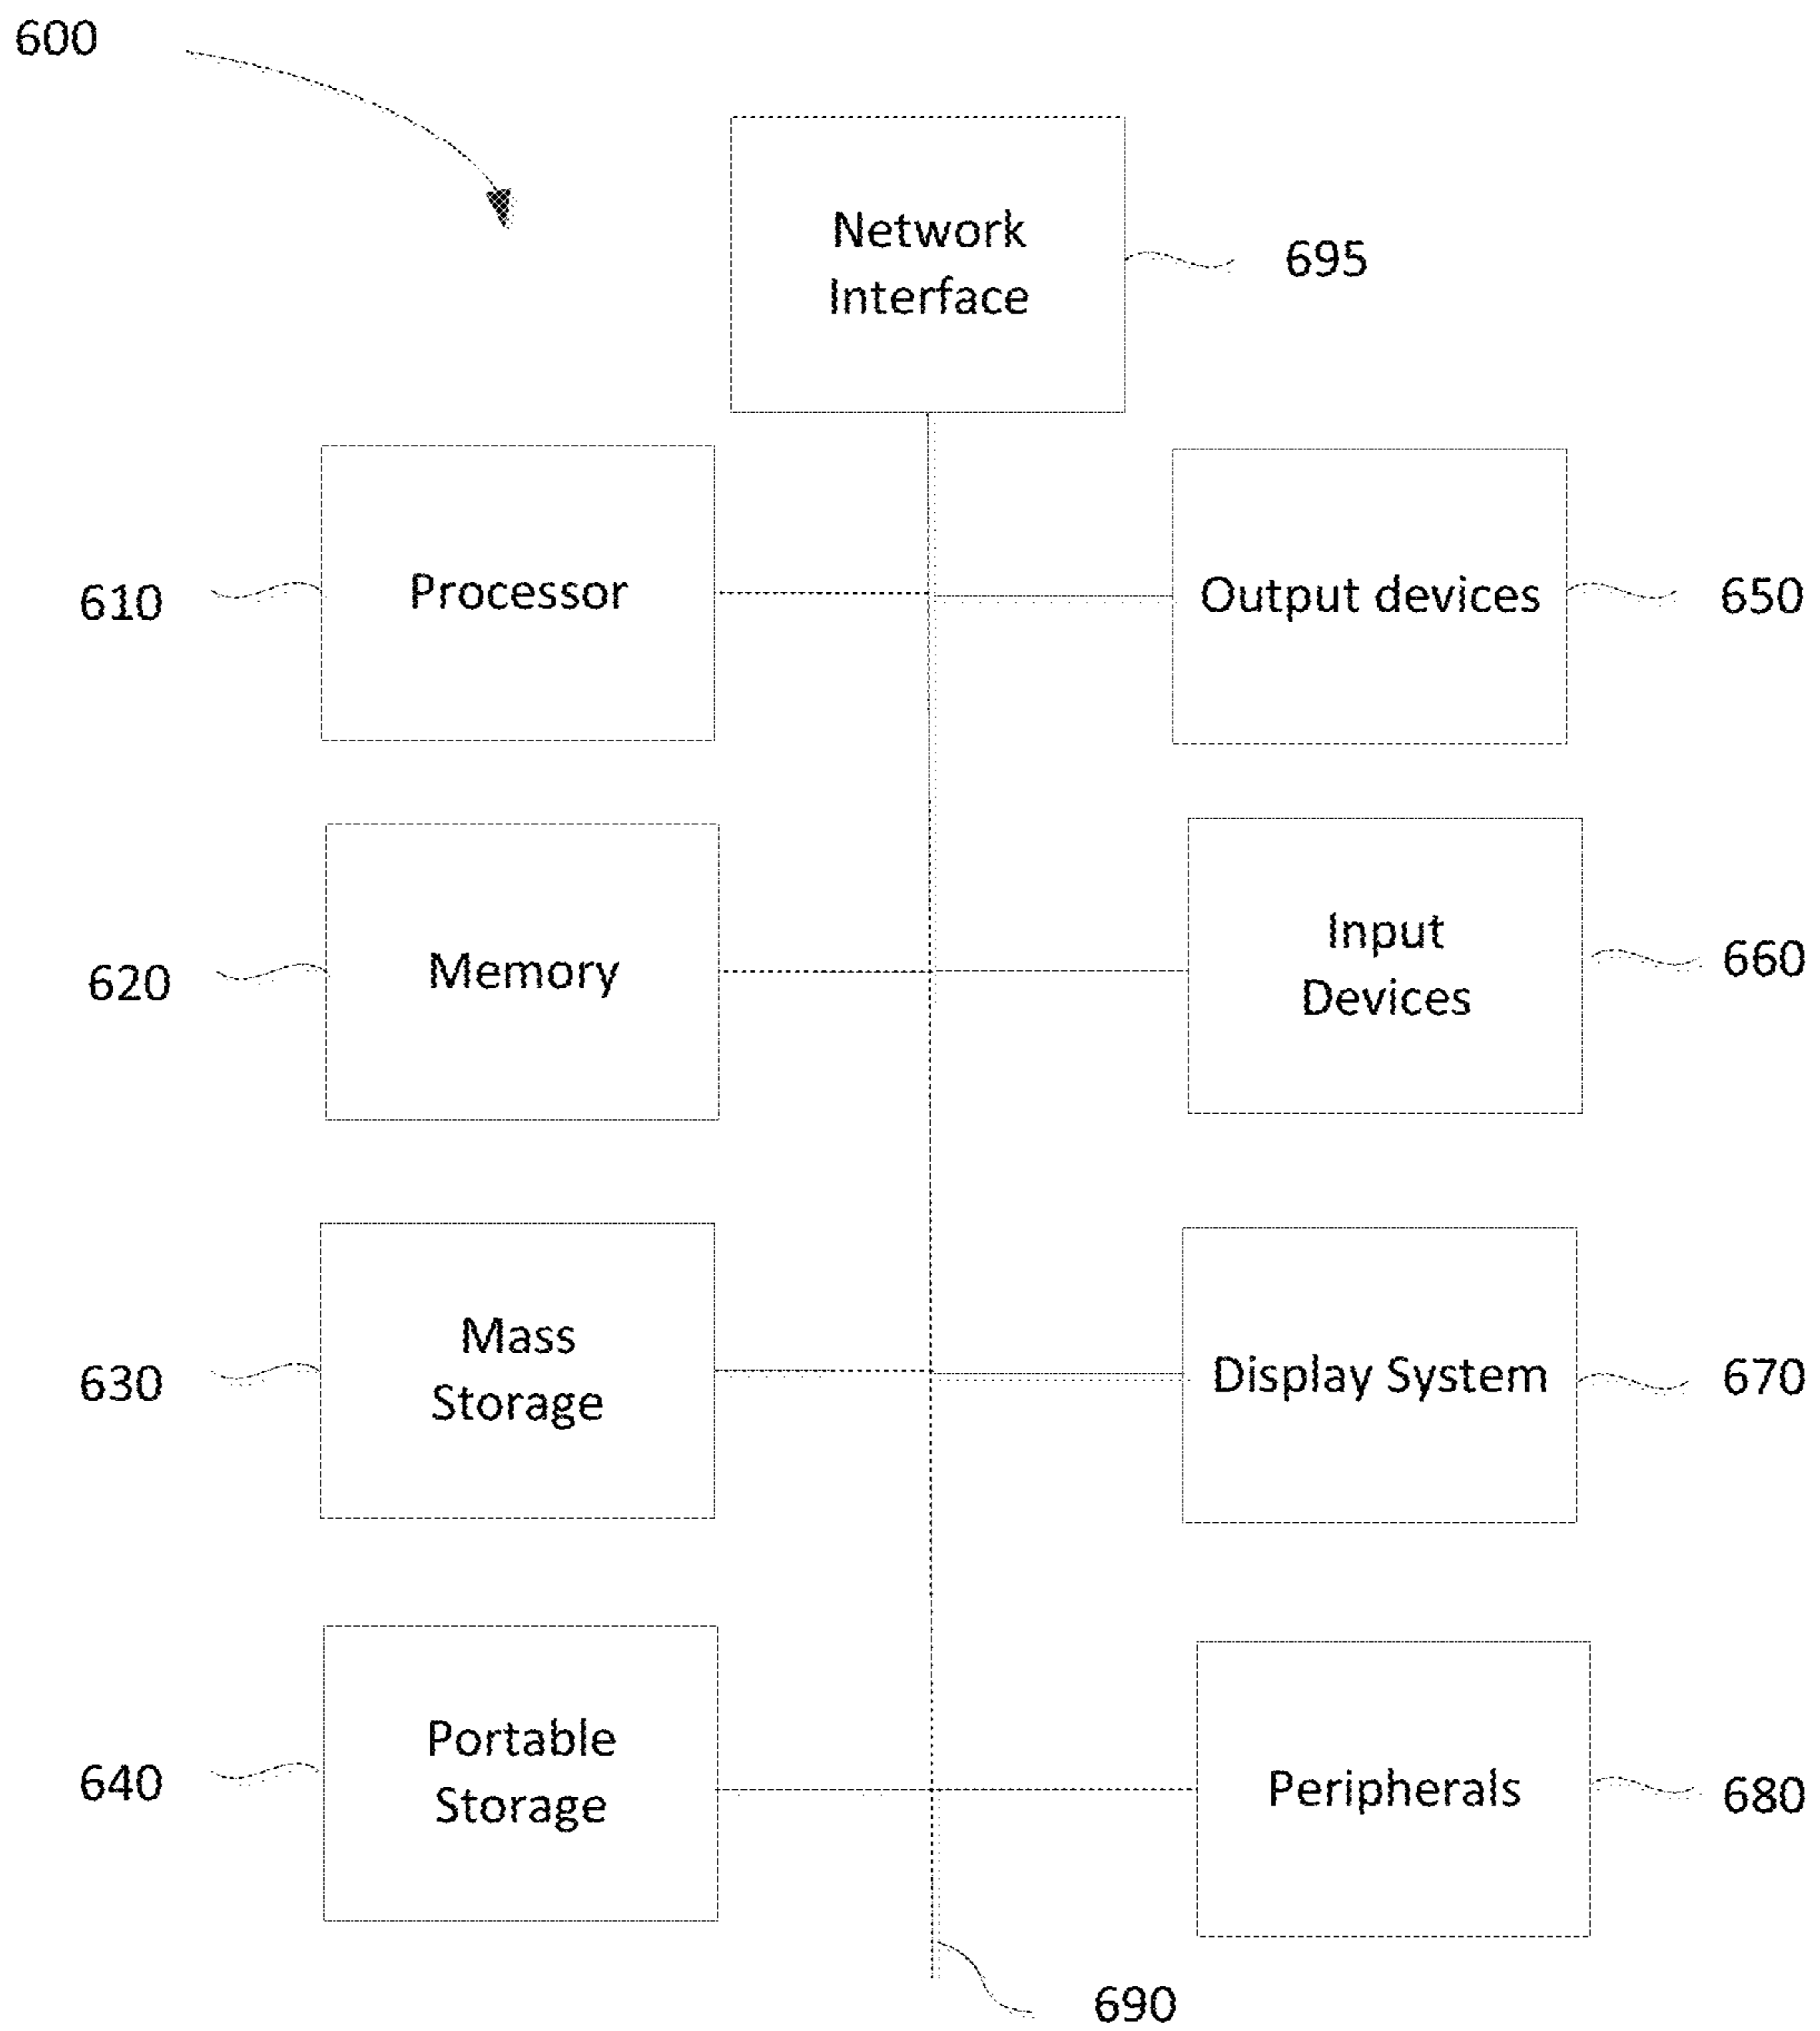 600
Network
Interface
695
610
Processor
Output devices
650
620
Memory
Input
Devices
660
630
Mass
Storage
Display System
670
640
Portable
Storage
Peripherals
680
690